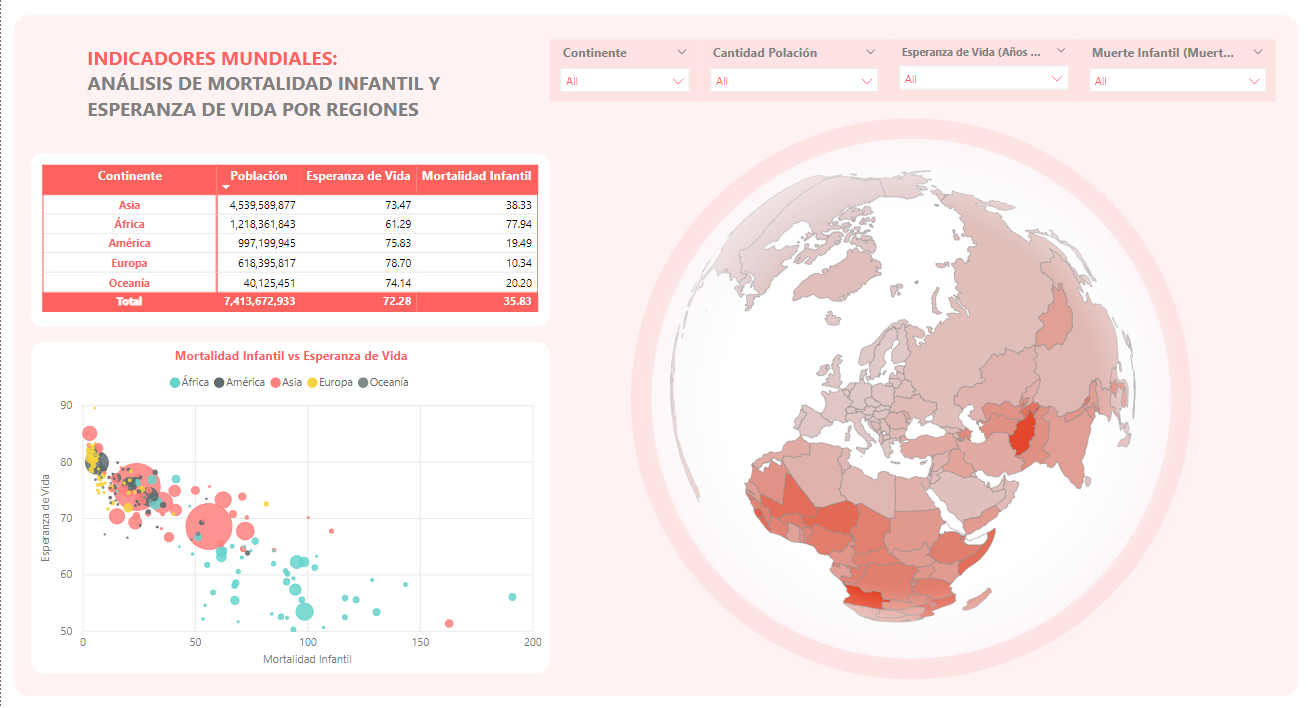 INDICADORES MUNDIALES:
ANÁLISIS DE MORTALIDAD INFANTIL Y
ESPERANZA DE VIDA POR REGIONES
Continente
All
Cantidad Polación
All
Esperanza de Vida (Años ...
All
Muerte Infantil (Muert...
All
Continente Población Esperanza de Vida Mortalidad Infantil
Asia 4,539,589,877 73.47 38.33
África 1,218,361,843 61.29 77.94
América 997,199,945 75.83 19.49
Europa 618,395,817 78.70 10.34
Oceanía 40,125,451 74.14 20.20
Total 7,413,672,933 72.28 35.83
Mortalidad Infantil vs Esperanza de Vida
África América Asia Europa Oceanía
Esperanza de Vida
90
80
70
60
50
0 50 100 150 200
Mortalidad Infantil